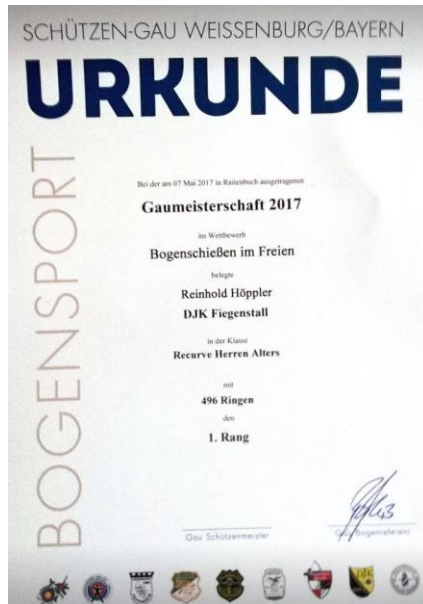 SCHÜTZEN-GAU WEISSENBURG/BAYERN
URKUNDE
BOGENSPORT
Bei der am 07 Mai 2017 in Raitenbuch ausgetragenen
Gaumeisterschaft 2017
im Wettbewerb
Bogenschießen im Freien
belegte
Reinhold Höppler
DJK Fiegenstall
in der Klasse
Recurve Herren Alters
mit
496 Ringen
den
1. Rang
Gau Schützenmeister
Gau Bogenreferent